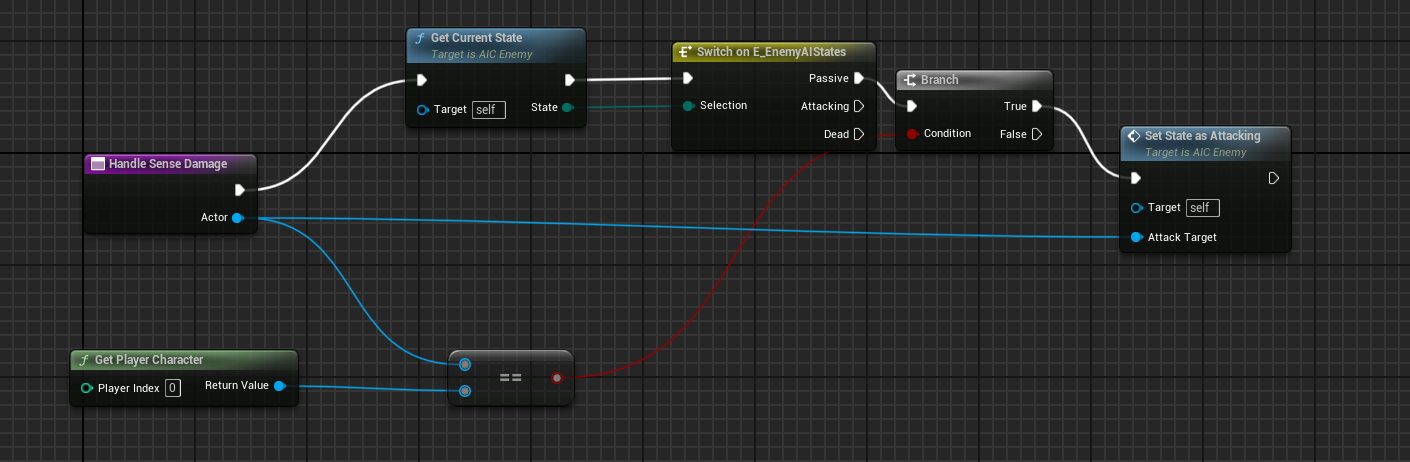 Get Current State
Target is AIC Enemy
Target self
State
Switch on E_EnemyAIStates
Passive
Selection
Attacking
Dead
Branch
True
Condition
False
Set State as Attacking
Target is AIC Enemy
Target self
Attack Target
Handle Sense Damage
Actor
Get Player Character
Player Index 0
Return Value
==